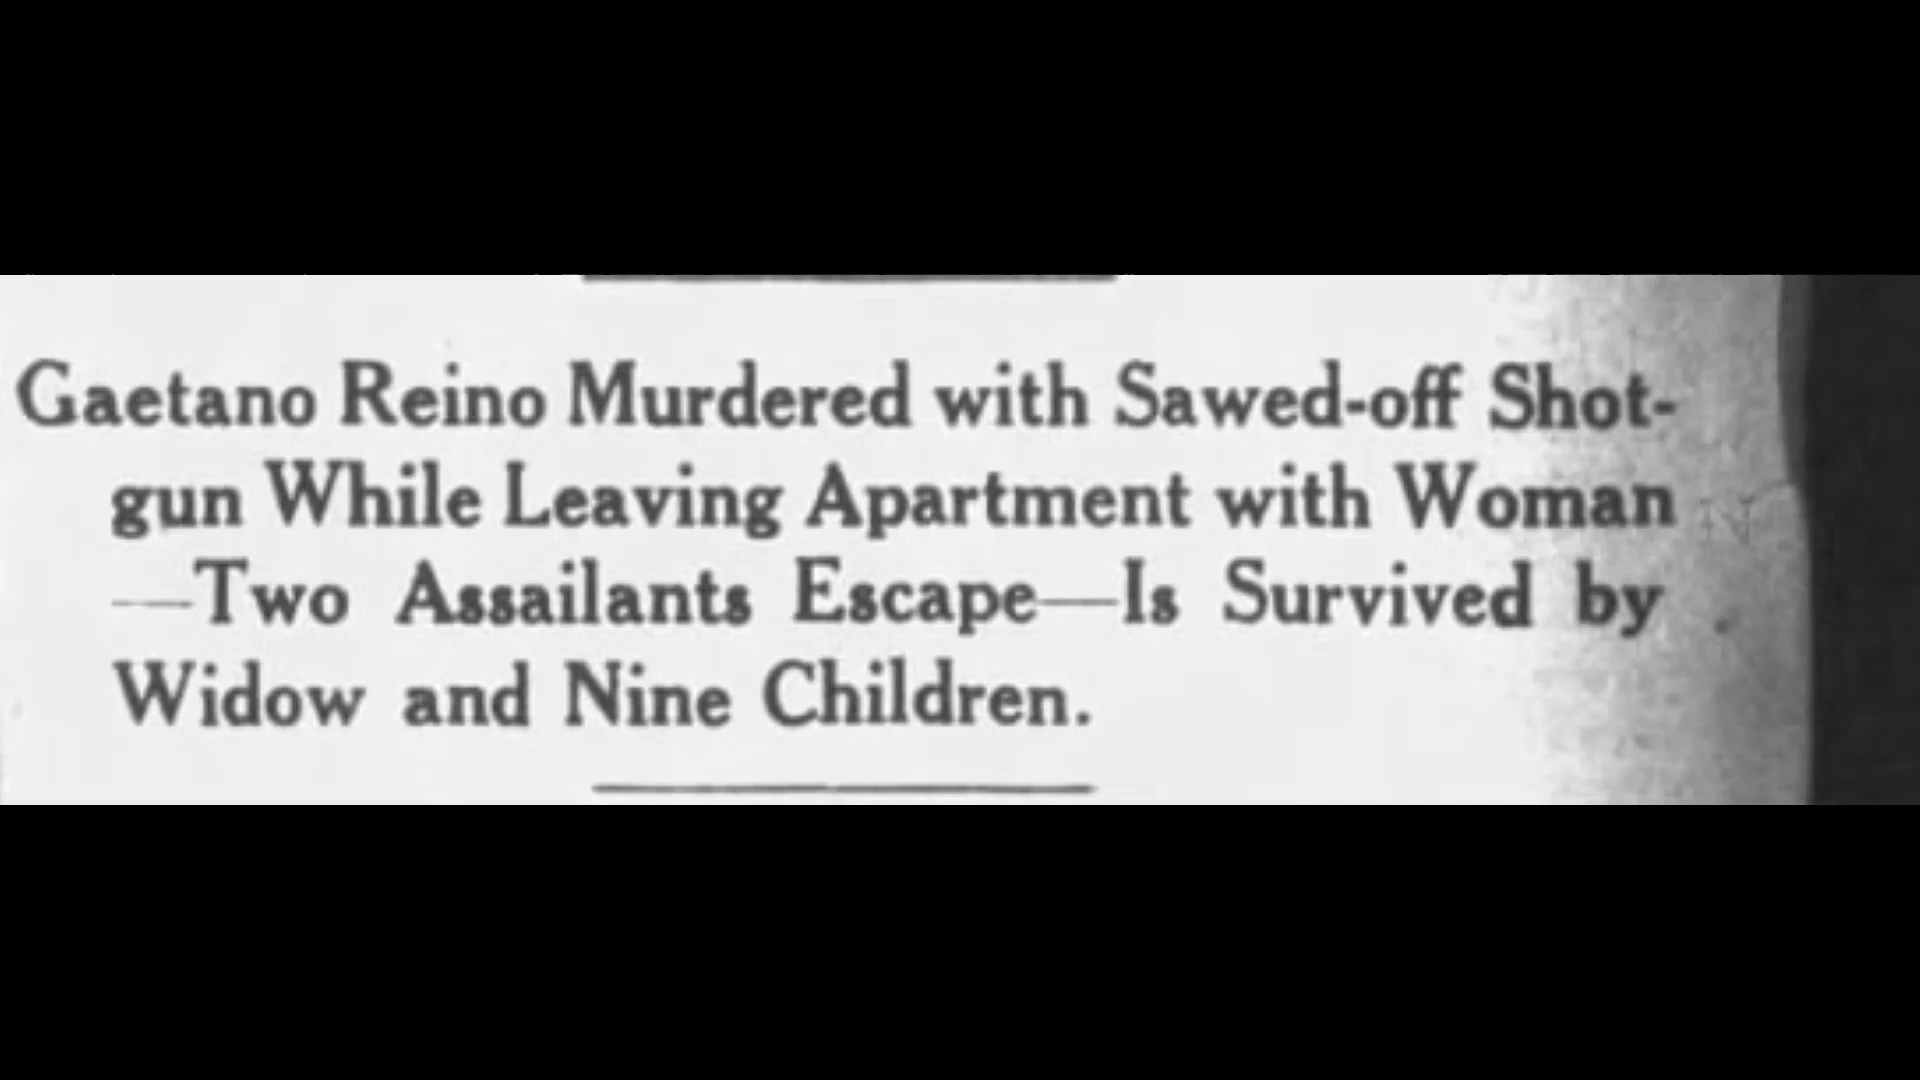 Gaetano Reino Murdered with Sawed-off Shot-
gun While Leaving Apartment with Woman
—Two Assailants Escape—Is Survived by
Widow and Nine Children.